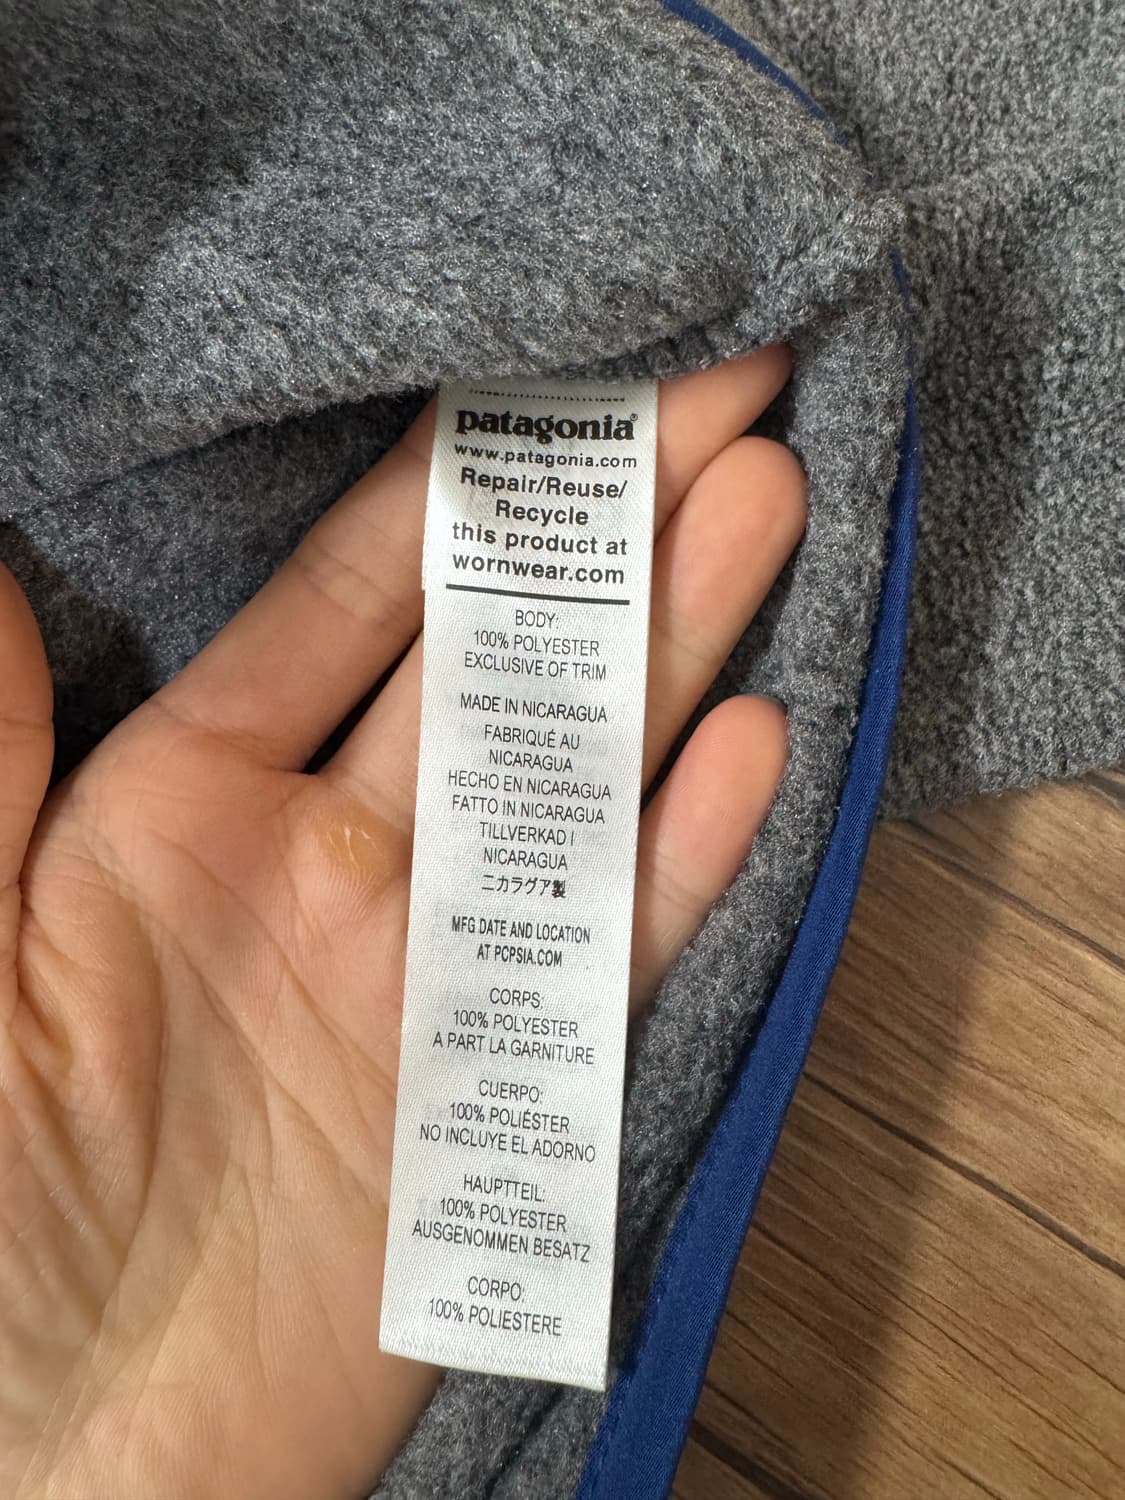 patagonia®
www.patagonia.com
Repair/Reuse/
Recycle
this product at
wornwear.com
BODY:
100% POLYESTER
EXCLUSIVE OF TRIM
MADE IN NICARAGUA
FABRIQUÉ AU
NICARAGUA
HECHO EN NICARAGUA
FATTO IN NICARAGUA
TILLVERKAD I
NICARAGUA
ニカラグア製
MFG DATE AND LOCATION
AT PCPSIA.COM
CORPS:
100% POLYESTER
A PART LA GARNITURE
CUERPO:
100% POLIÉSTER
NO INCLUYE EL ADORNO
HAUPTTEIL:
100% POLYESTER
AUSGENOMMEN BESATZ
CORPO:
100% POLIESTERE